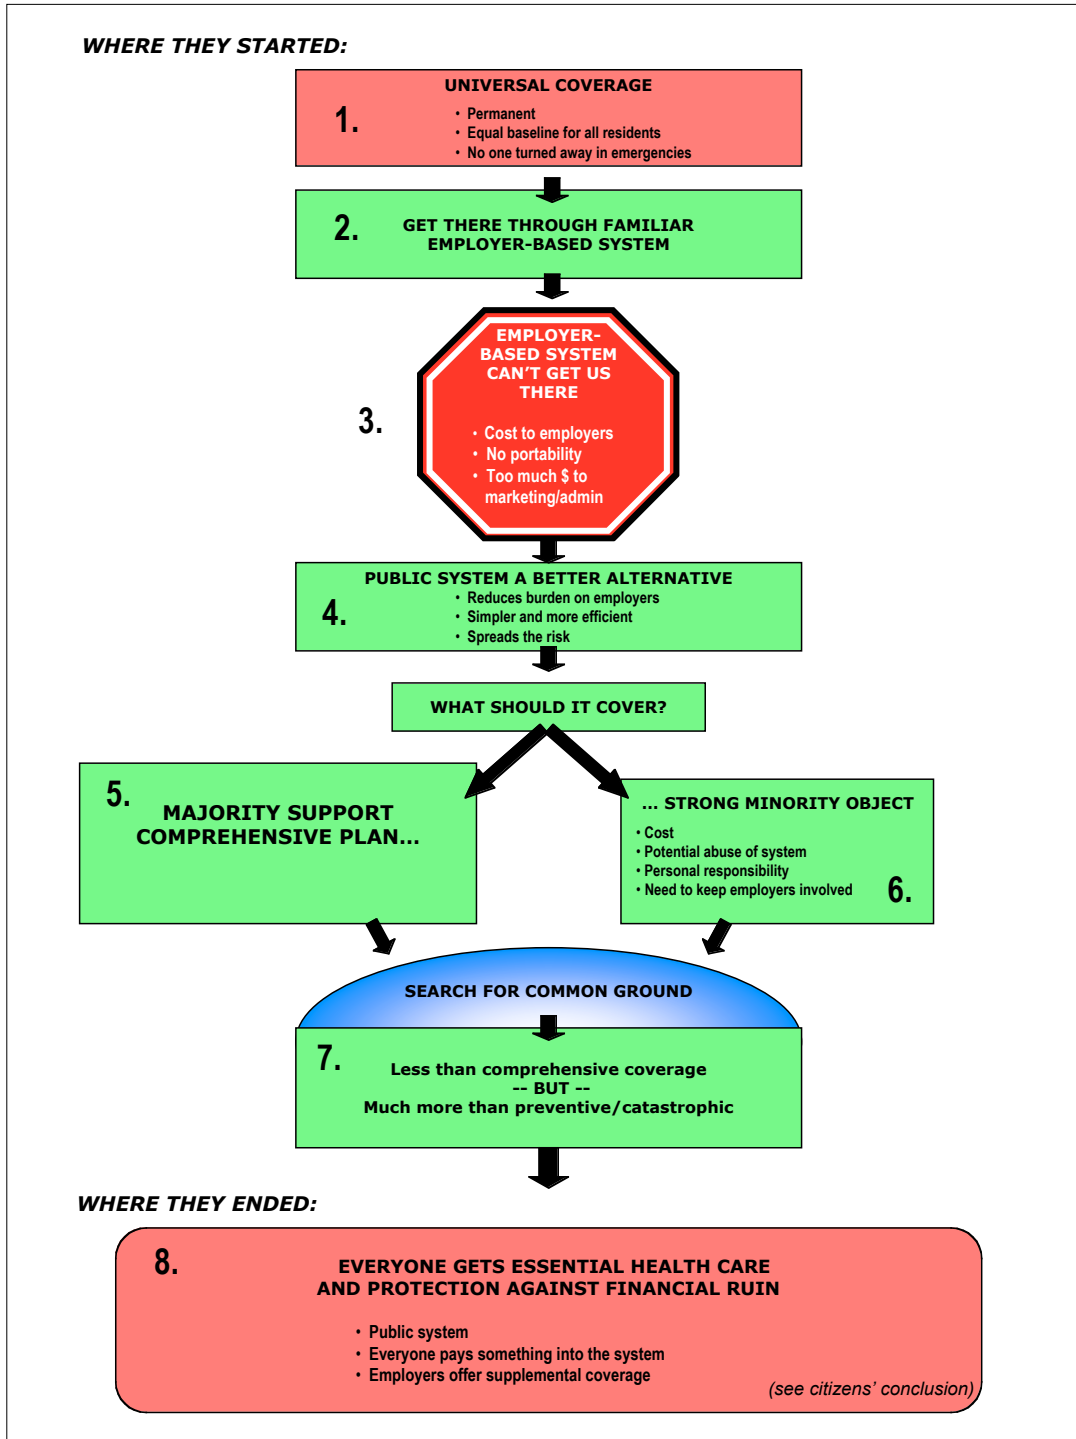 WHERE THEY STARTED:
1.
UNIVERSAL COVERAGE
• Permanent
• Equal baseline for all residents
• No one turned away in emergencies
2.
GET THERE THROUGH FAMILIAR
EMPLOYER-BASED SYSTEM
3.
EMPLOYER-
BASED SYSTEM
CAN'T GET US
THERE
• Cost to employers
• No portability
• Too much $ to
marketing/admin
4.
PUBLIC SYSTEM A BETTER ALTERNATIVE
• Reduces burden on employers
• Simpler and more efficient
• Spreads the risk
WHAT SHOULD IT COVER?
5.
MAJORITY SUPPORT
COMPREHENSIVE PLAN...
... STRONG MINORITY OBJECT
• Cost
• Potential abuse of system
• Personal responsibility
• Need to keep employers involved
6.
SEARCH FOR COMMON GROUND
7.
Less than comprehensive coverage
-- BUT --
Much more than preventive/catastrophic
WHERE THEY ENDED:
8.
EVERYONE GETS ESSENTIAL HEALTH CARE
AND PROTECTION AGAINST FINANCIAL RUIN
• Public system
• Everyone pays something into the system
• Employers offer supplemental coverage
(see citizens' conclusion)